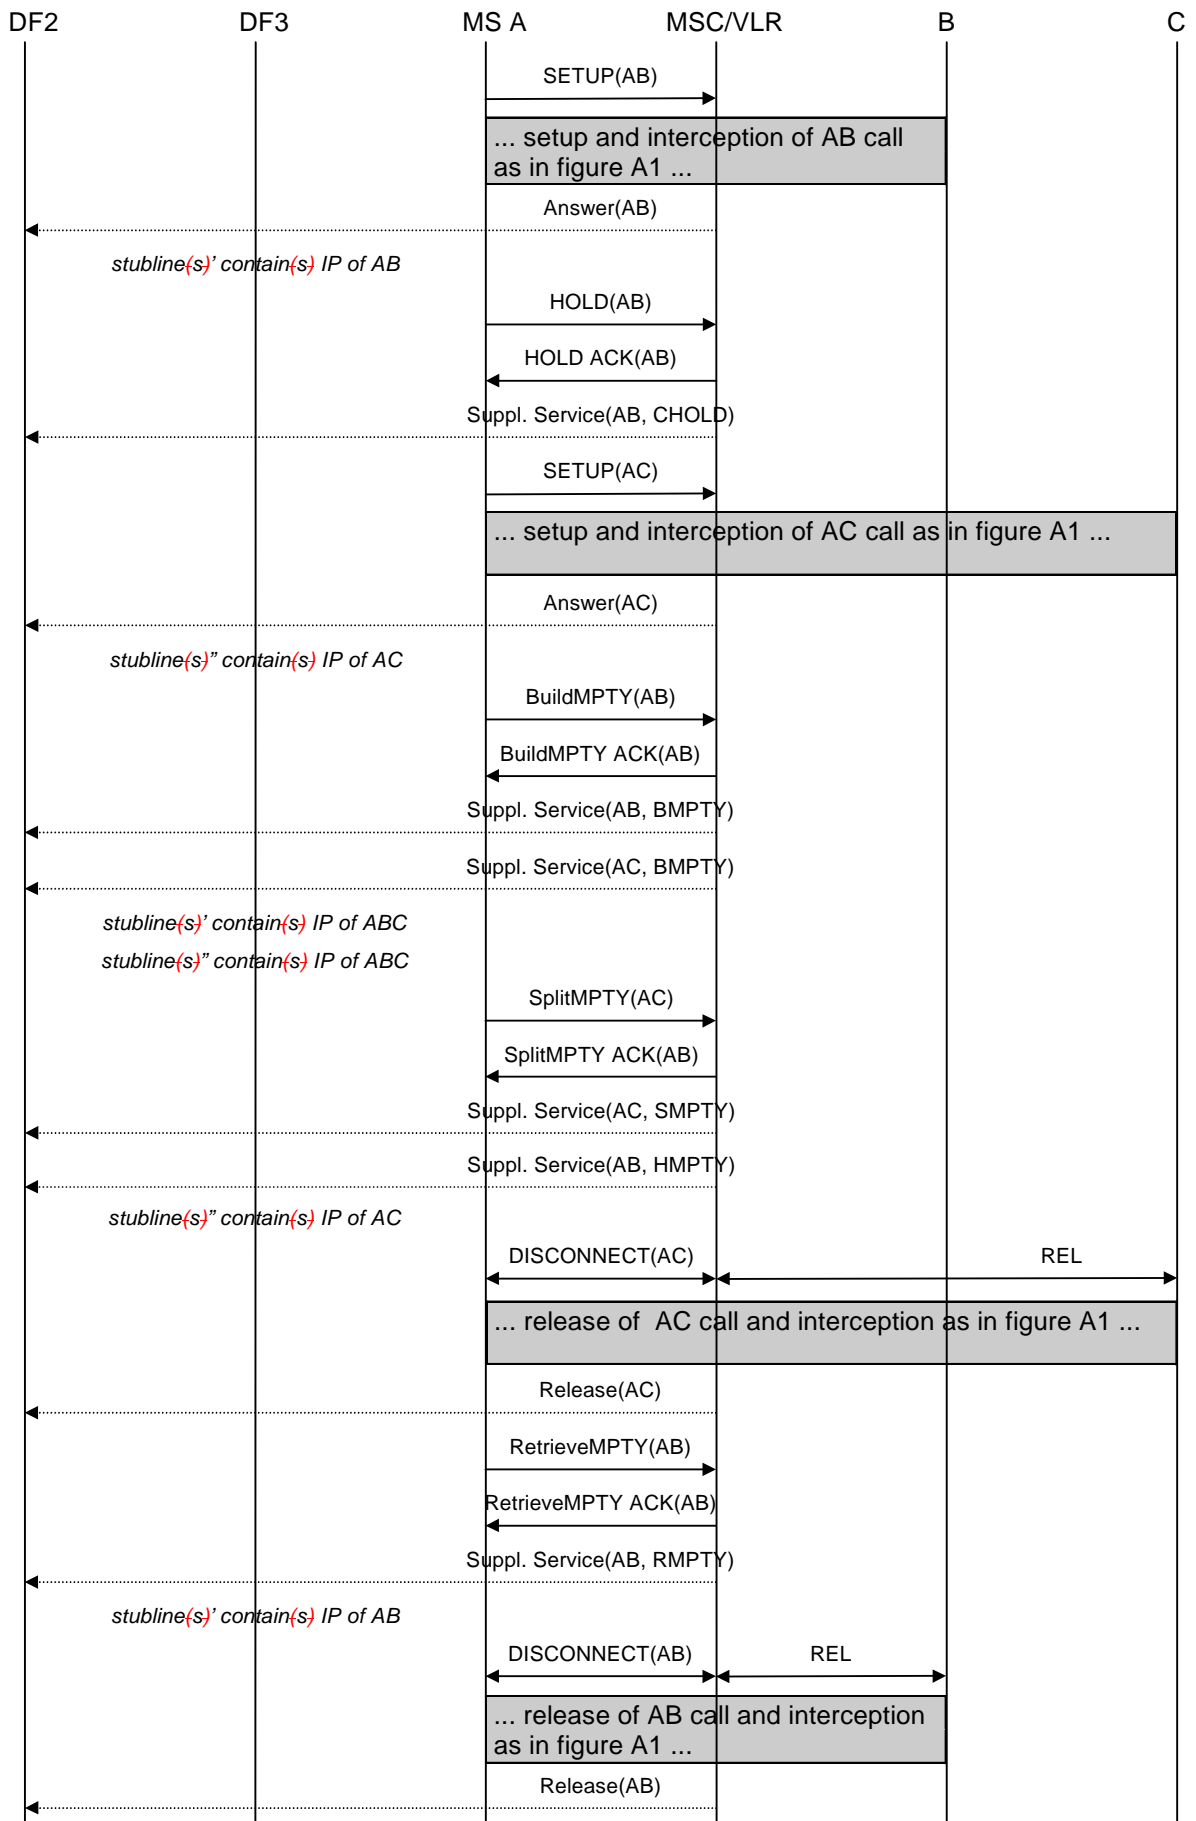 DF2 DF3 MS A MSC/VLR B C
SETUP(AB)
... setup and interception of AB call
as in figure A1 ...
Answer(AB)
stubline(s)’ contain(s) IP of AB
HOLD(AB)
HOLD ACK(AB)
Suppl. Service(AB, CHOLD)
SETUP(AC)
... setup and interception of AC call as in figure A1 ...
Answer(AC)
stubline(s)” contain(s) IP of AC
BuildMPTY(AB)
BuildMPTY ACK(AB)
Suppl. Service(AB, BMPTY)
Suppl. Service(AC, BMPTY)
stubline(s)’ contain(s) IP of ABC
stubline(s)” contain(s) IP of ABC
SplitMPTY(AC)
SplitMPTY ACK(AB)
Suppl. Service(AC, SMPTY)
Suppl. Service(AB, HMPTY)
stubline(s)” contain(s) IP of AC
DISCONNECT(AC) REL
... release of  AC call and interception as in figure A1 ...
Release(AC)
RetrieveMPTY(AB)
RetrieveMPTY ACK(AB)
Suppl. Service(AB, RMPTY)
stubline(s)’ contain(s) IP of AB
DISCONNECT(AB) REL
... release of AB call and interception
as in figure A1 ...
Release(AB)